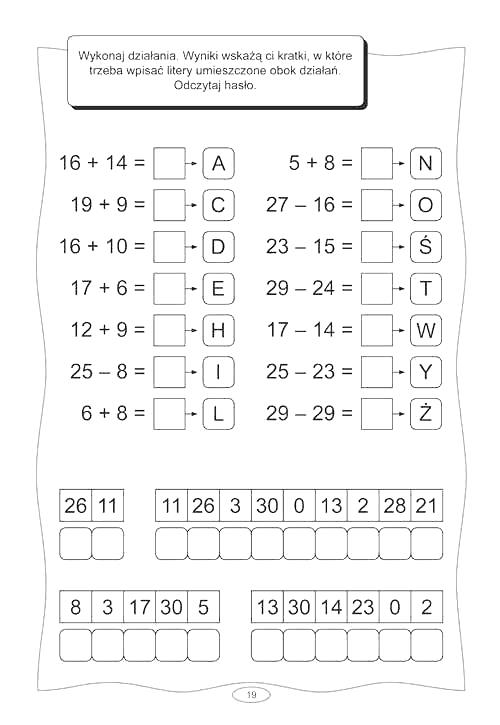 Wykonaj działania. Wyniki wskażą ci kratki, w które
trzeba wpisać litery umieszczone obok działań.
Odczytaj hasło.
16 + 14 = A
19 + 9 = C
16 + 10 = D
17 + 6 = E
12 + 9 = H
25 – 8 = I
6 + 8 = L
5 + 8 = N
27 – 16 = O
23 – 15 = Ś
29 – 24 = T
17 – 14 = W
25 – 23 = Y
29 – 29 = Ż
26 11 11 26 3 30 0 13 2 28 21
8 3 17 30 5 13 30 14 23 0 2
19